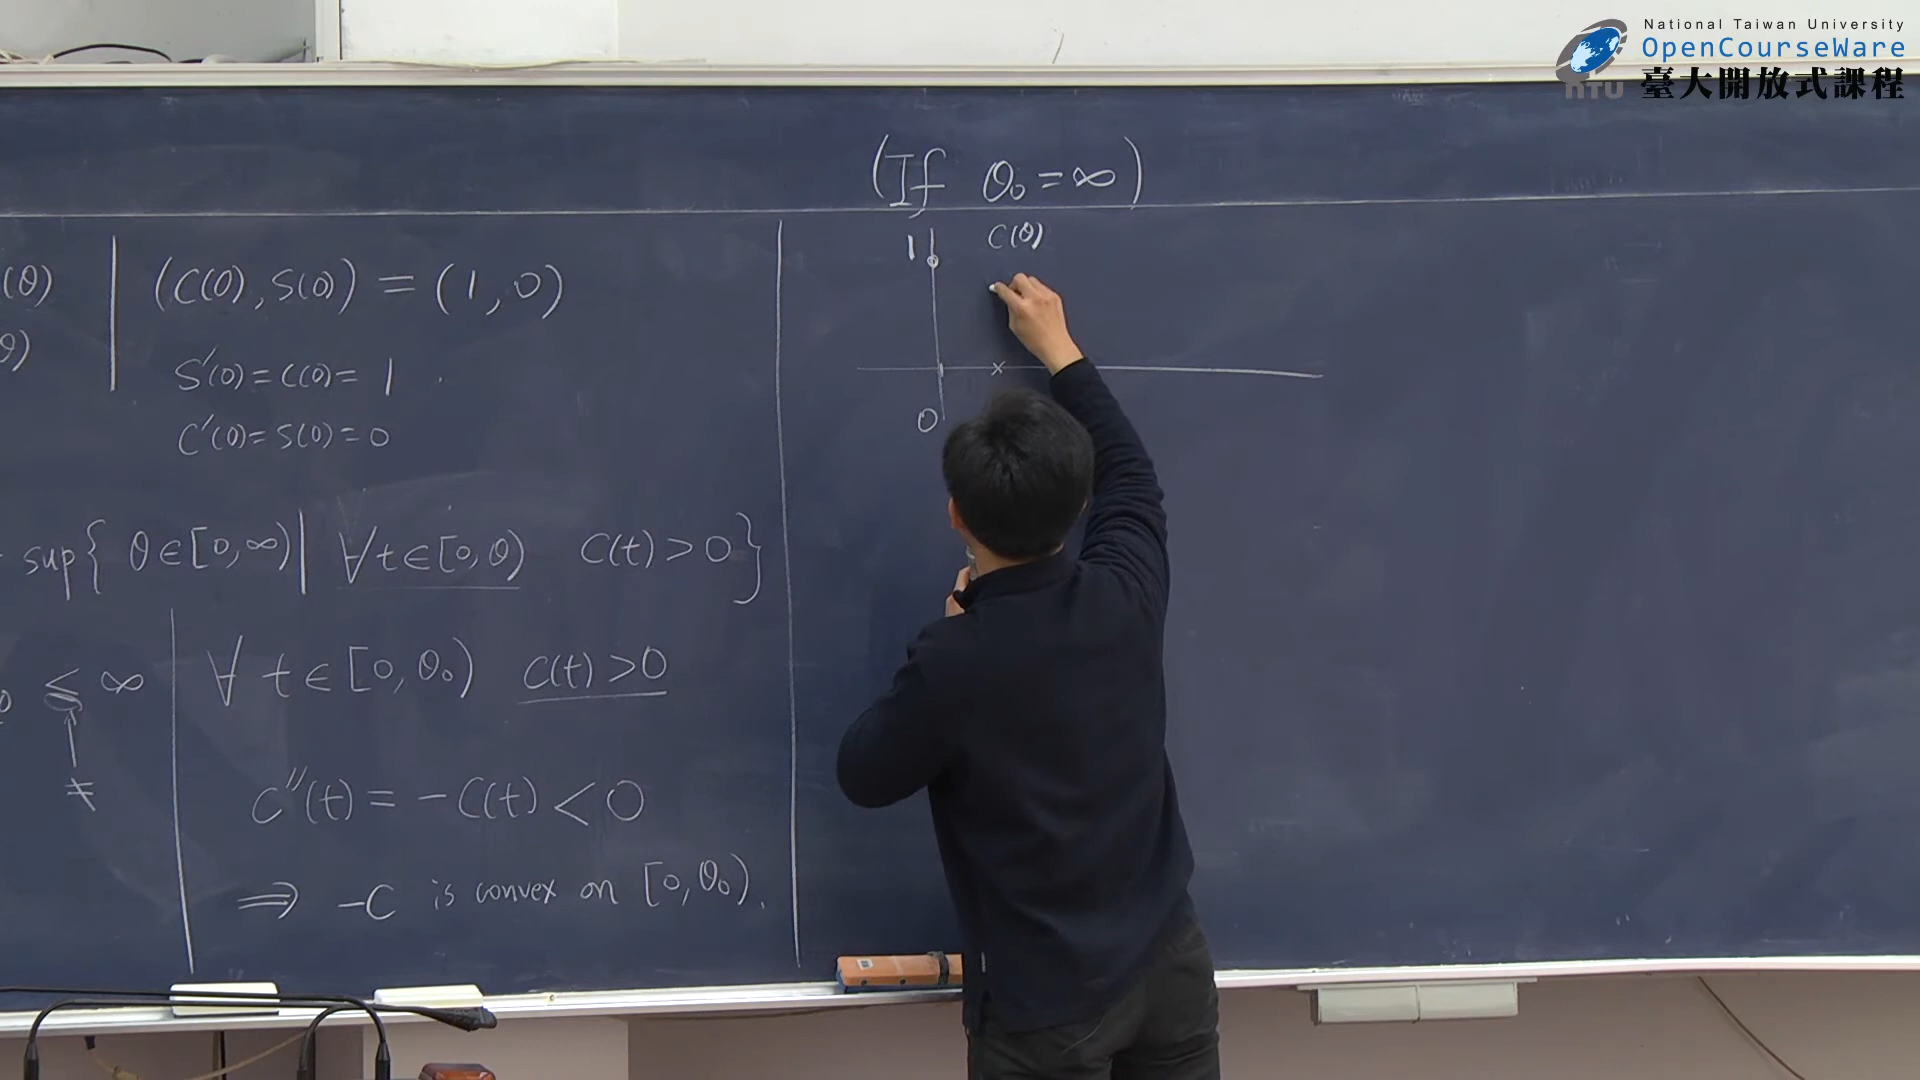 National Taiwan University
OpenCourseWare
臺大開放式課程
NTU
(If θ₀=∞)
(θ)
θ)
(C(0),S(0))=(1,0)
S'(0)=C(0)=1.
C'(0)=S(0)=0
sup{θ∈[0,∞)|∀t∈[0,θ) C(t)>0}
≤∞
≠
∀t∈[0,θ₀) C(t)>0
C''(t)=-C(t)<0
⇒ -C is convex on [0,θ₀).
1
C(θ)
×
0